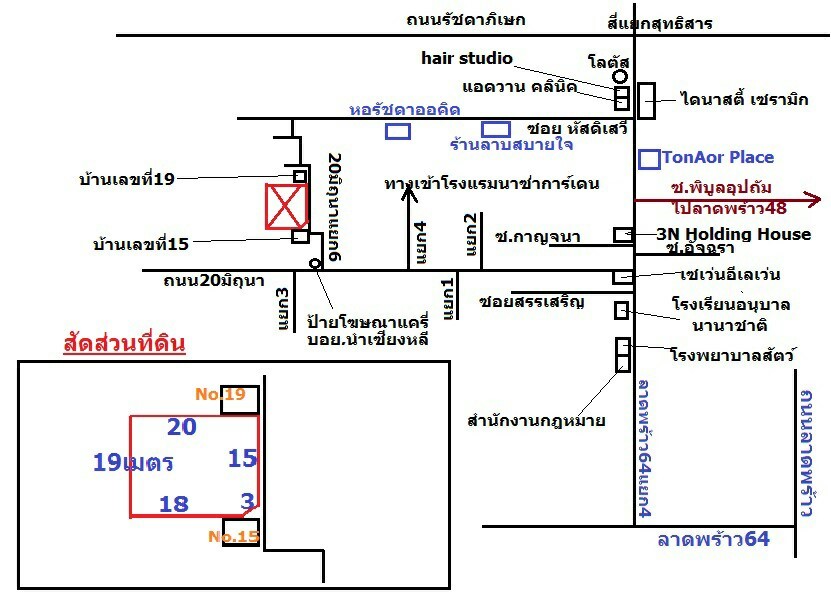 ถนนรัชดาภิเษก
สี่แยกสุทธิสาร
hair studio
โลตัส
แอดวาน คลินิค
ไดนาสตี้ เซรามิก
หอรัชดาออคิด
ซอย หัสดิเสวี
ร้านลาบสบายใจ
TonAor Place
บ้านเลขที่19
20มิถุนาแยก6
ทางเข้าโรงแรมนาซ่าการ์เดน
ซ.พิบูลอุปถัม
ไปลาดพร้าว48
แยก4
แยก2
ซ.กาญจนา
3N Holding House
บ้านเลขที่15
ซ.อัจฉรา
ถนน20มิถุนา
เซเว่นอีเลเว่น
แยก3
แยก1
ซอยสรรเสริญ
โรงเรียนอนุบาล
นานาชาติ
ป้ายโฆษณาแครี่
บอย.นำเชียงหลี
สัดส่วนที่ดิน
โรงพยาบาลสัตว์
สำนักงานกฎหมาย
ลาดพร้าว64แยก4
ถนนลาดพร้าว
ลาดพร้าว64
No.19
20
19เมตร
15
18
3
No.15